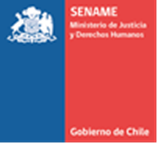 SENAME
Ministerio de Justicia
y Derechos Humanos
Gobierno de Chile